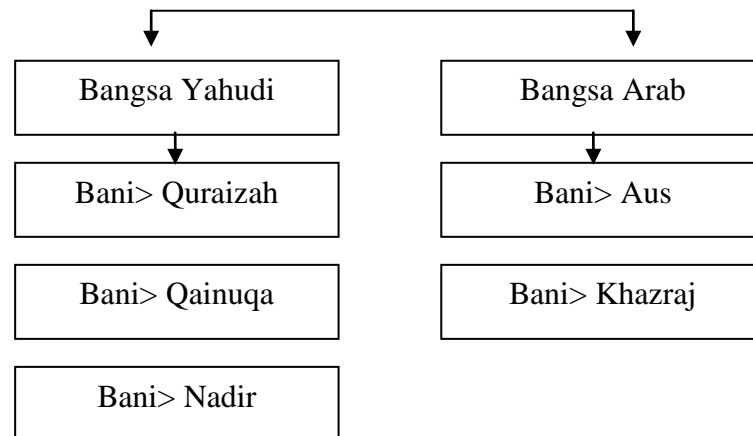 Bangsa Yahudi
Bani> Quraizah
Bani> Qainuqa
Bani> Nadir
Bangsa Arab
Bani> Aus
Bani> Khazraj